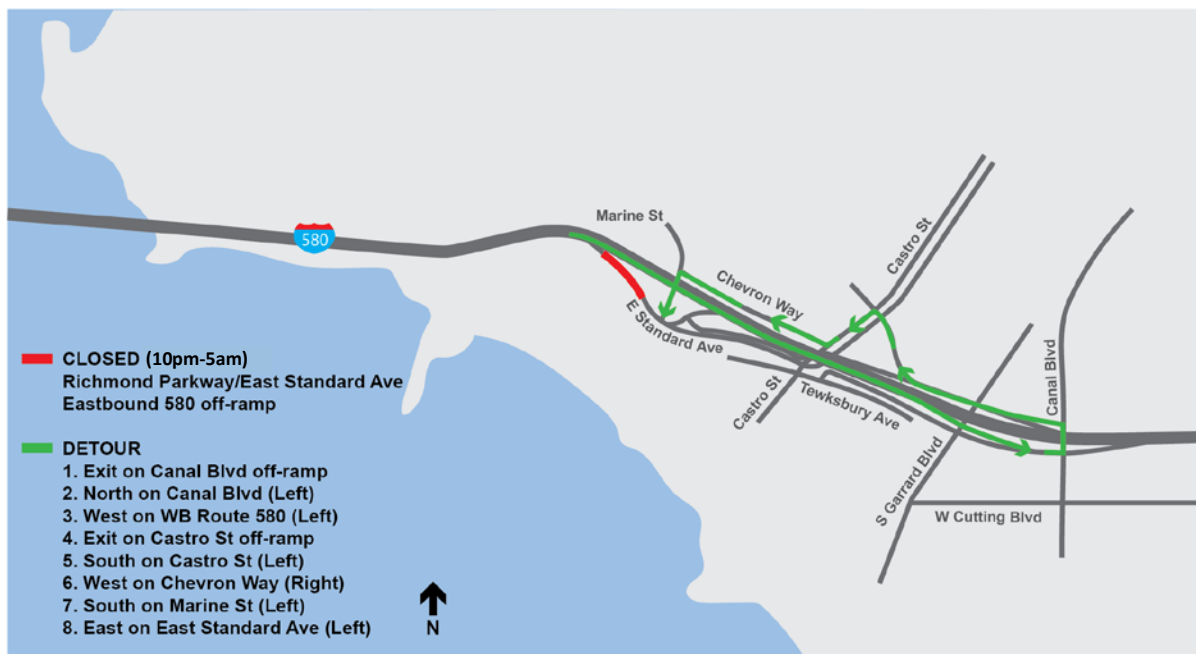 Marine St
580
Chevron Way
Castro St
E Standard Ave
Castro St
Tewksbury Ave
Canal Blvd
S Garrard Blvd
W Cutting Blvd
CLOSED (10pm-5am)
Richmond Parkway/East Standard Ave
Eastbound 580 off-ramp
DETOUR
1. Exit on Canal Blvd off-ramp
2. North on Canal Blvd (Left)
3. West on WB Route 580 (Left)
4. Exit on Castro St off-ramp
5. South on Castro St (Left)
6. West on Chevron Way (Right)
7. South on Marine St (Left)
8. East on East Standard Ave (Left)
N